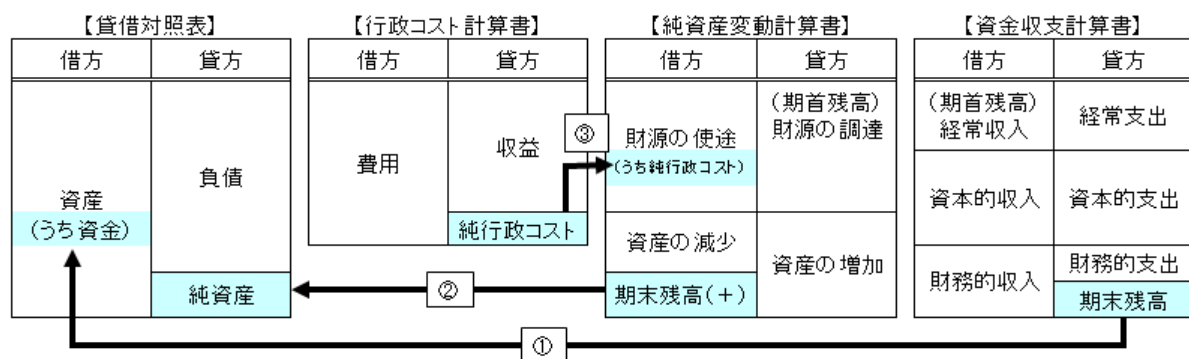 【貸借対照表】
借方
貸方
資産
(うち資金)
負債
純資産
【行政コスト計算書】
借方
貸方
費用
収益
純行政コスト
③
【純資産変動計算書】
借方
貸方
財源の使途
(うち純行政コスト)
(期首残高)
財源の調達
資産の減少
期末残高(+)
資産の増加
②
【資金収支計算書】
借方
貸方
(期首残高)
経常収入
経常支出
資本的収入
資本的支出
財務的収入
財務的支出
期末残高
①